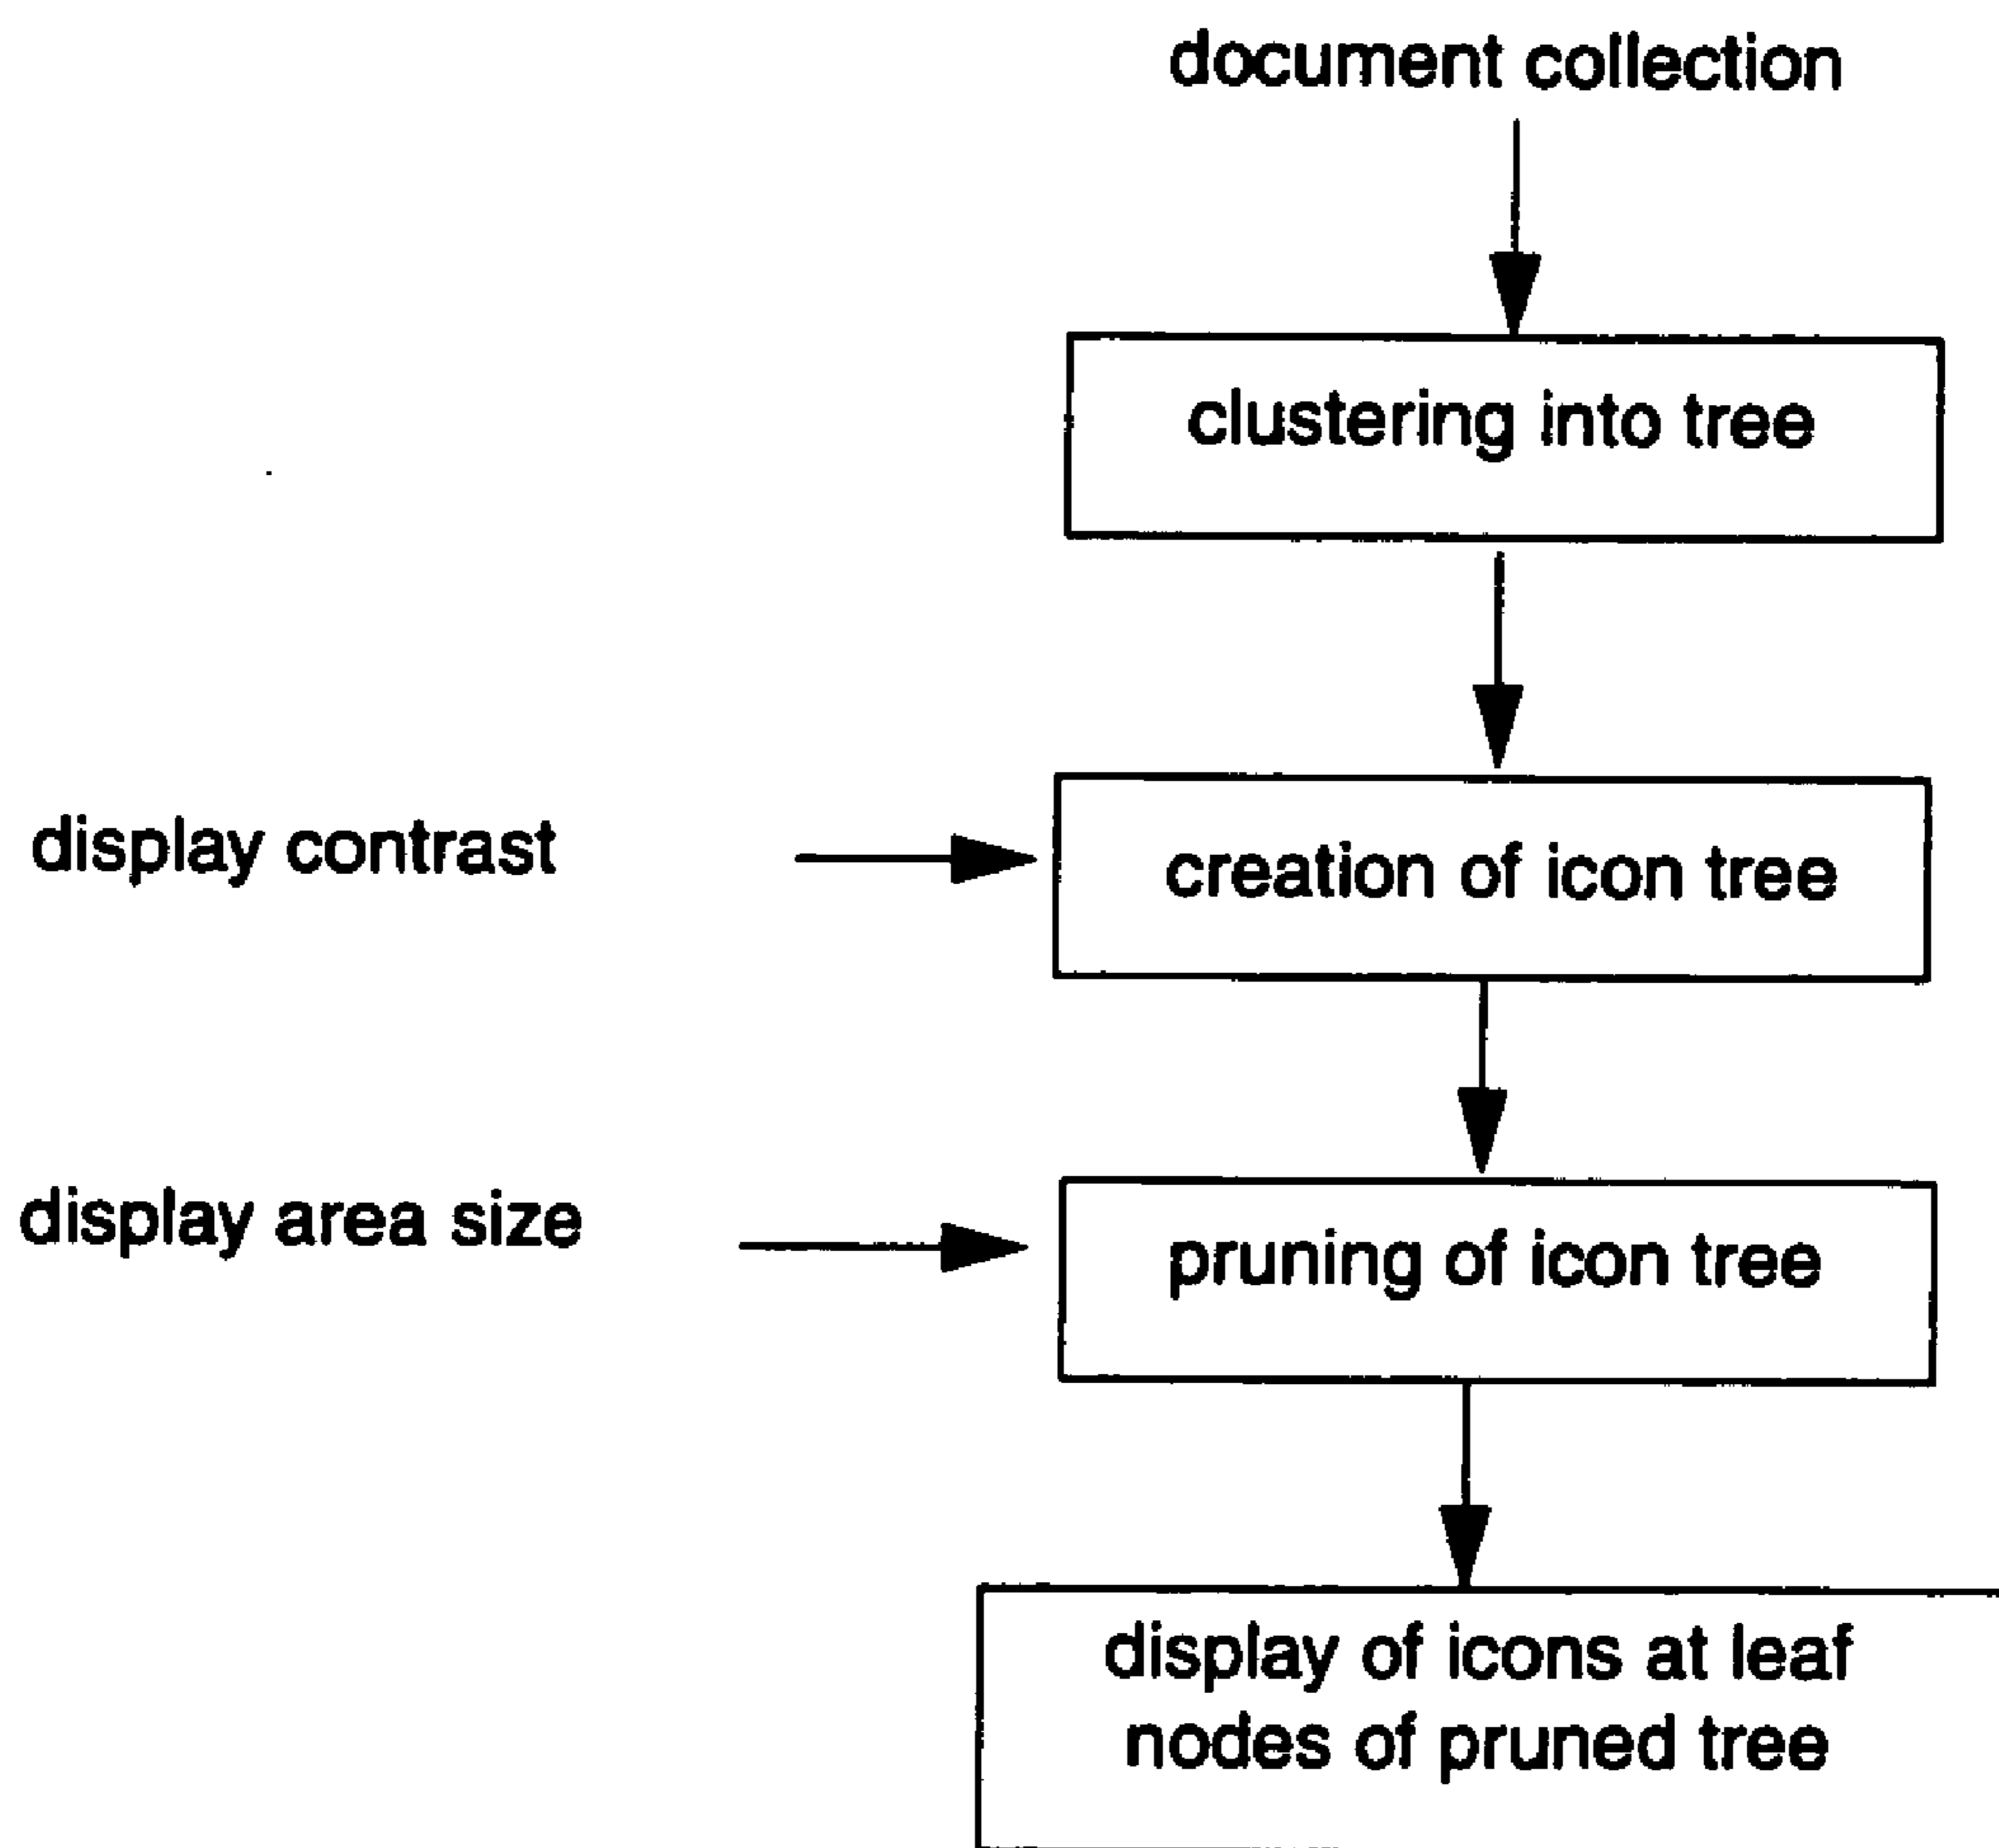 document collection
clustering into tree
display contrast
creation of icon tree
display area size
pruning of icon tree
display of icons at leaf
nodes of pruned tree